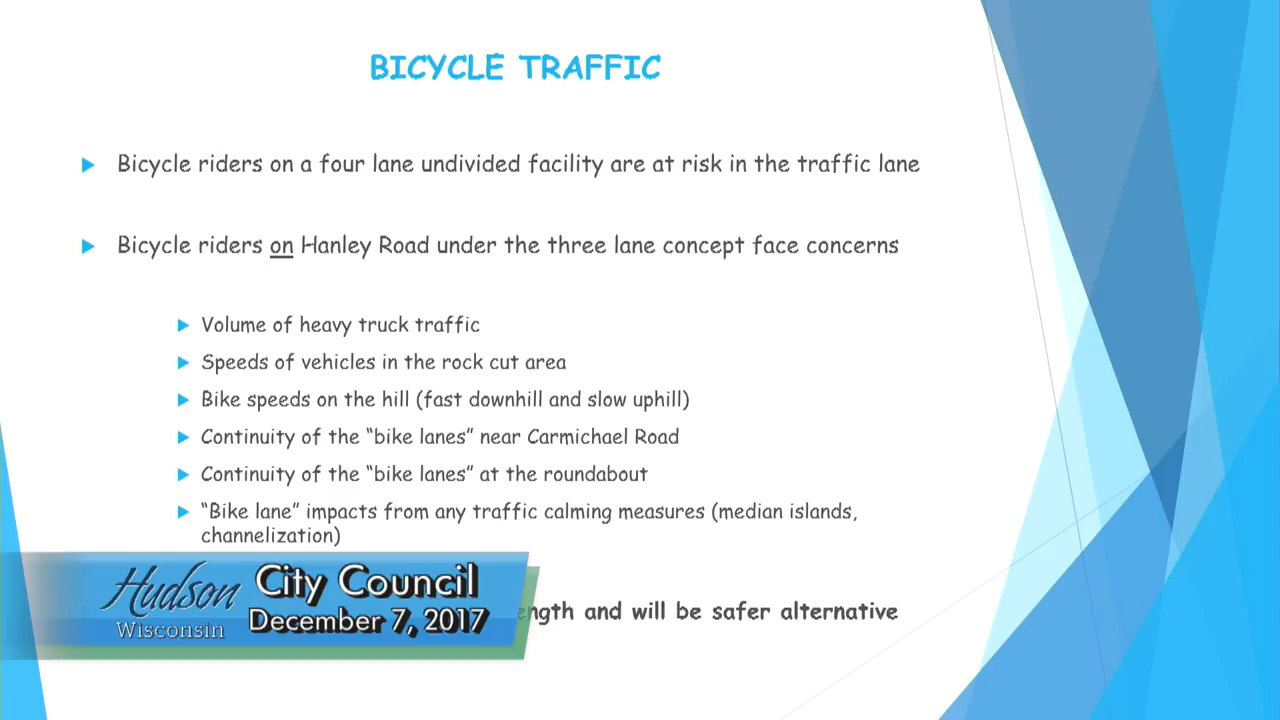 BICYCLE TRAFFIC
Bicycle riders on a four lane undivided facility are at risk in the traffic lane
Bicycle riders on Hanley Road under the three lane concept face concerns
Volume of heavy truck traffic
Speeds of vehicles in the rock cut area
Bike speeds on the hill (fast downhill and slow uphill)
Continuity of the “bike lanes” near Carmichael Road
Continuity of the “bike lanes” at the roundabout
“Bike lane” impacts from any traffic calming measures (median islands,
channelization)
Hudson City Council
Wisconsin December 7, 2017
and will be safer alternative